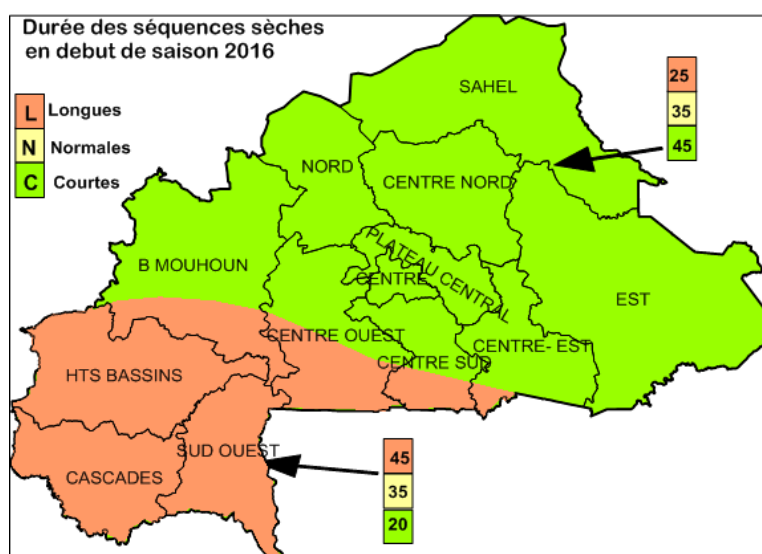 Durée des séquences sèches
en debut de saison 2016
L Longues
N Normales
C Courtes
25
35
45
SAHEL
NORD
CENTRE NORD
B MOUHOUN
PLATEAU CENTRAL
CENTRE
EST
CENTRE OUEST
CENTRE SUD
CENTRE- EST
HTS BASSINS
SUD OUEST
CASCADES
45
35
20